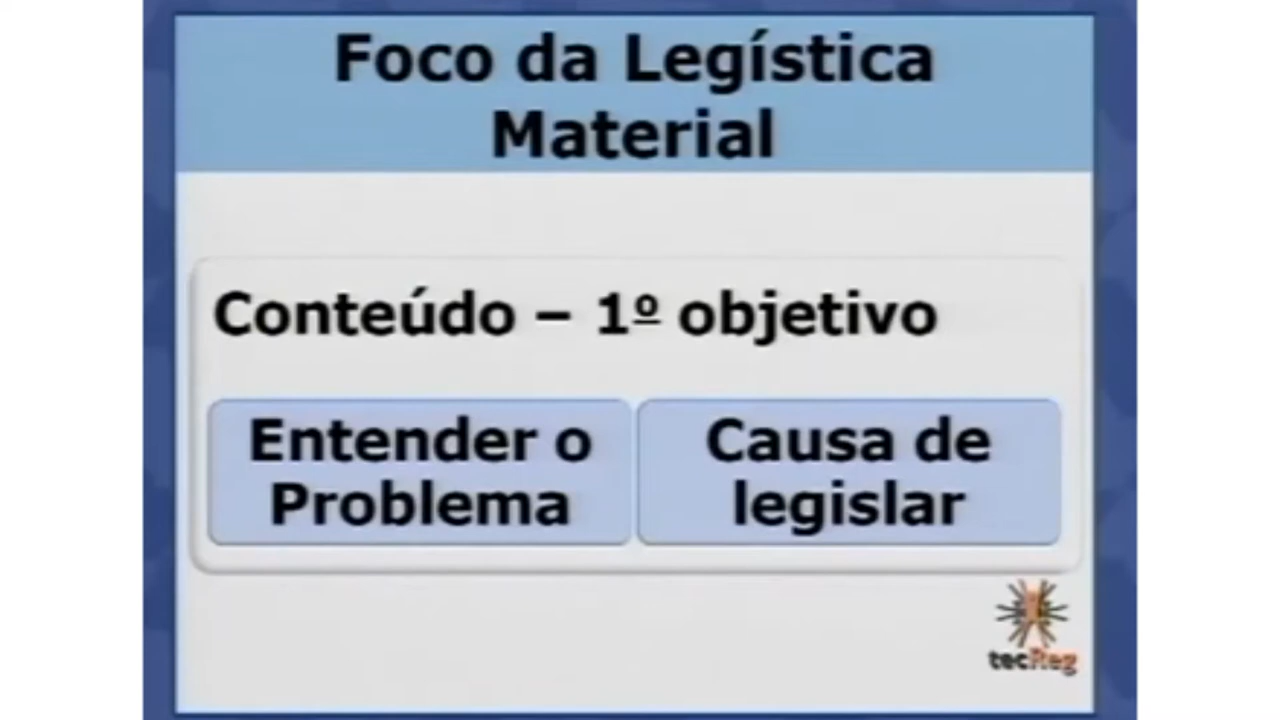 Foco da Legística
Material
Conteúdo – 1º objetivo
Entender o
Problema
Causa de
legislar
tecReg